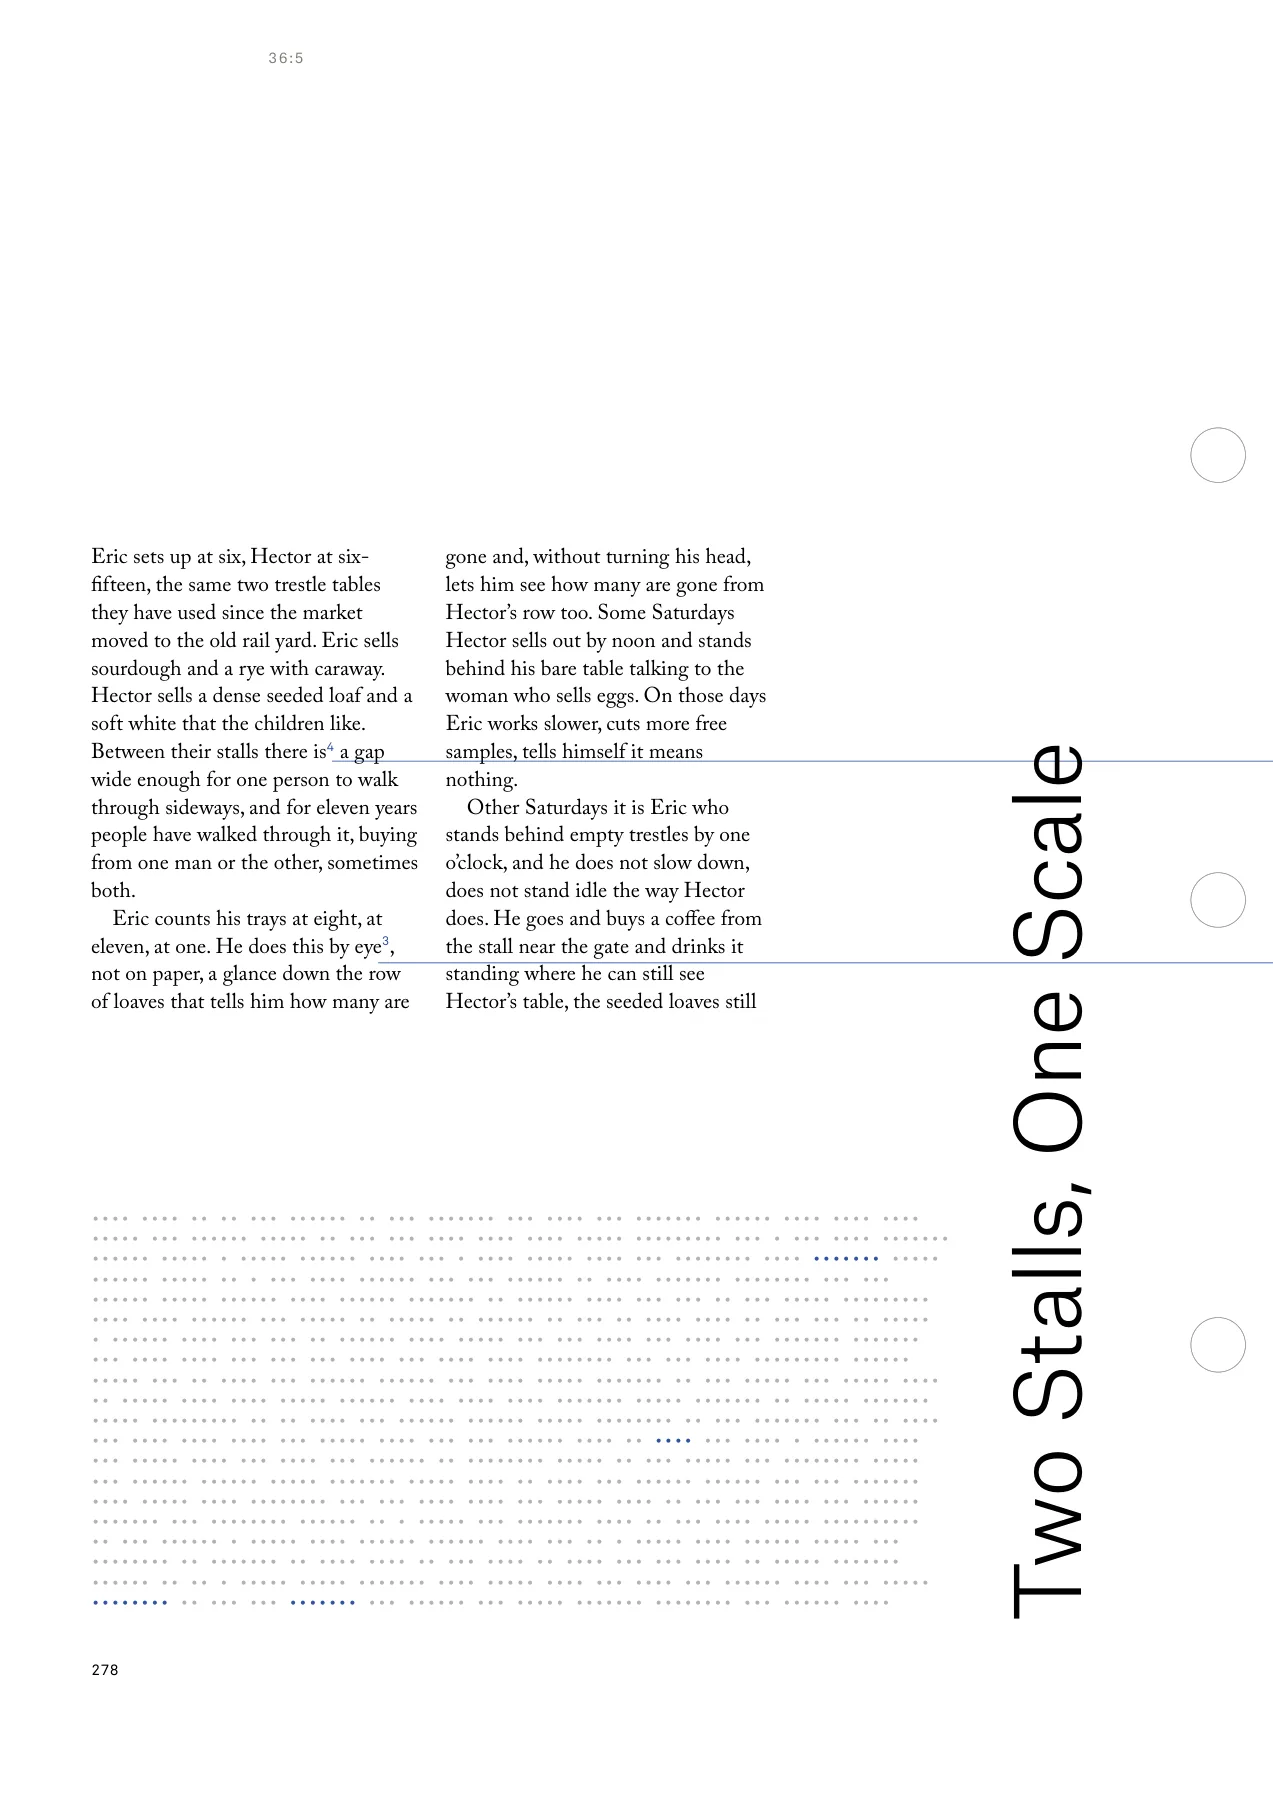 36:5
Eric sets up at six, Hector at six-
fifteen, the same two trestle tables
they have used since the market
moved to the old rail yard. Eric sells
sourdough and a rye with caraway.
Hector sells a dense seeded loaf and a
soft white that the children like.
Between their stalls there is⁴ a gap
wide enough for one person to walk
through sideways, and for eleven years
people have walked through it, buying
from one man or the other, sometimes
both.
Eric counts his trays at eight, at
eleven, at one. He does this by eye³,
not on paper, a glance down the row
of loaves that tells him how many are
gone and, without turning his head,
lets him see how many are gone from
Hector’s row too. Some Saturdays
Hector sells out by noon and stands
behind his bare table talking to the
woman who sells eggs. On those days
Eric works slower, cuts more free
samples, tells himself it means
nothing.
Other Saturdays it is Eric who
stands behind empty trestles by one
o’clock, and he does not slow down,
does not stand idle the way Hector
does. He goes and buys a coffee from
the stall near the gate and drinks it
standing where he can still see
Hector’s table, the seeded loaves still
Two Stalls, One Scale
278